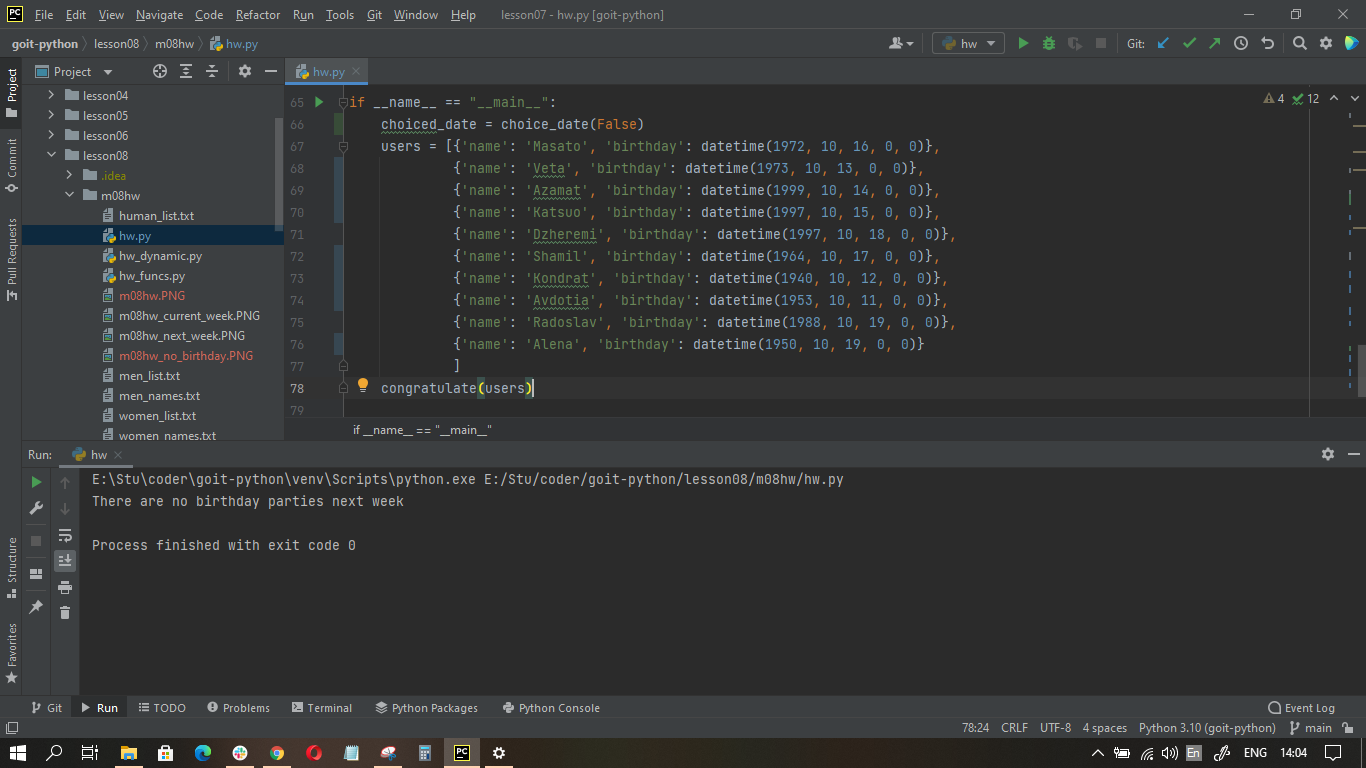 PC File Edit View Navigate Code Refactor Run Tools Git Window Help lesson07 - hw.py [goit-python]
goit-python lesson08 m08hw hw.py hw Git:
Project
hw.py
lesson04
lesson05
lesson06
lesson08
.idea
m08hw
human_list.txt
hw.py
hw_dynamic.py
hw_funcs.py
m08hw.PNG
m08hw_current_week.PNG
m08hw_next_week.PNG
m08hw_no_birthday.PNG
men_list.txt
men_names.txt
women_list.txt
women_names.txt
Project
Commit
Pull Requests
Structure
Favorites
4 12
65 if __name__ == "__main__":
66 choiced_date = choice_date(False)
67 users = [{'name': 'Masato', 'birthday': datetime(1972, 10, 16, 0, 0)},
68 {'name': 'Veta', 'birthday': datetime(1973, 10, 13, 0, 0)},
69 {'name': 'Azamat', 'birthday': datetime(1999, 10, 14, 0, 0)},
70 {'name': 'Katsuo', 'birthday': datetime(1997, 10, 15, 0, 0)},
71 {'name': 'Dzheremi', 'birthday': datetime(1997, 10, 18, 0, 0)},
72 {'name': 'Shamil', 'birthday': datetime(1964, 10, 17, 0, 0)},
73 {'name': 'Kondrat', 'birthday': datetime(1940, 10, 12, 0, 0)},
74 {'name': 'Avdotia', 'birthday': datetime(1953, 10, 11, 0, 0)},
75 {'name': 'Radoslav', 'birthday': datetime(1988, 10, 19, 0, 0)},
76 {'name': 'Alena', 'birthday': datetime(1950, 10, 19, 0, 0)}
77 ]
78 congratulate(users)
79
if __name__ == "__main__"
Run: hw
E:\Stu\coder\goit-python\venv\Scripts\python.exe E:/Stu/coder/goit-python/lesson08/m08hw/hw.py
There are no birthday parties next week
Process finished with exit code 0
Git Run TODO Problems Terminal Python Packages Python Console Event Log
78:24 CRLF UTF-8 4 spaces Python 3.10 (goit-python) main
PC En ENG 14:04